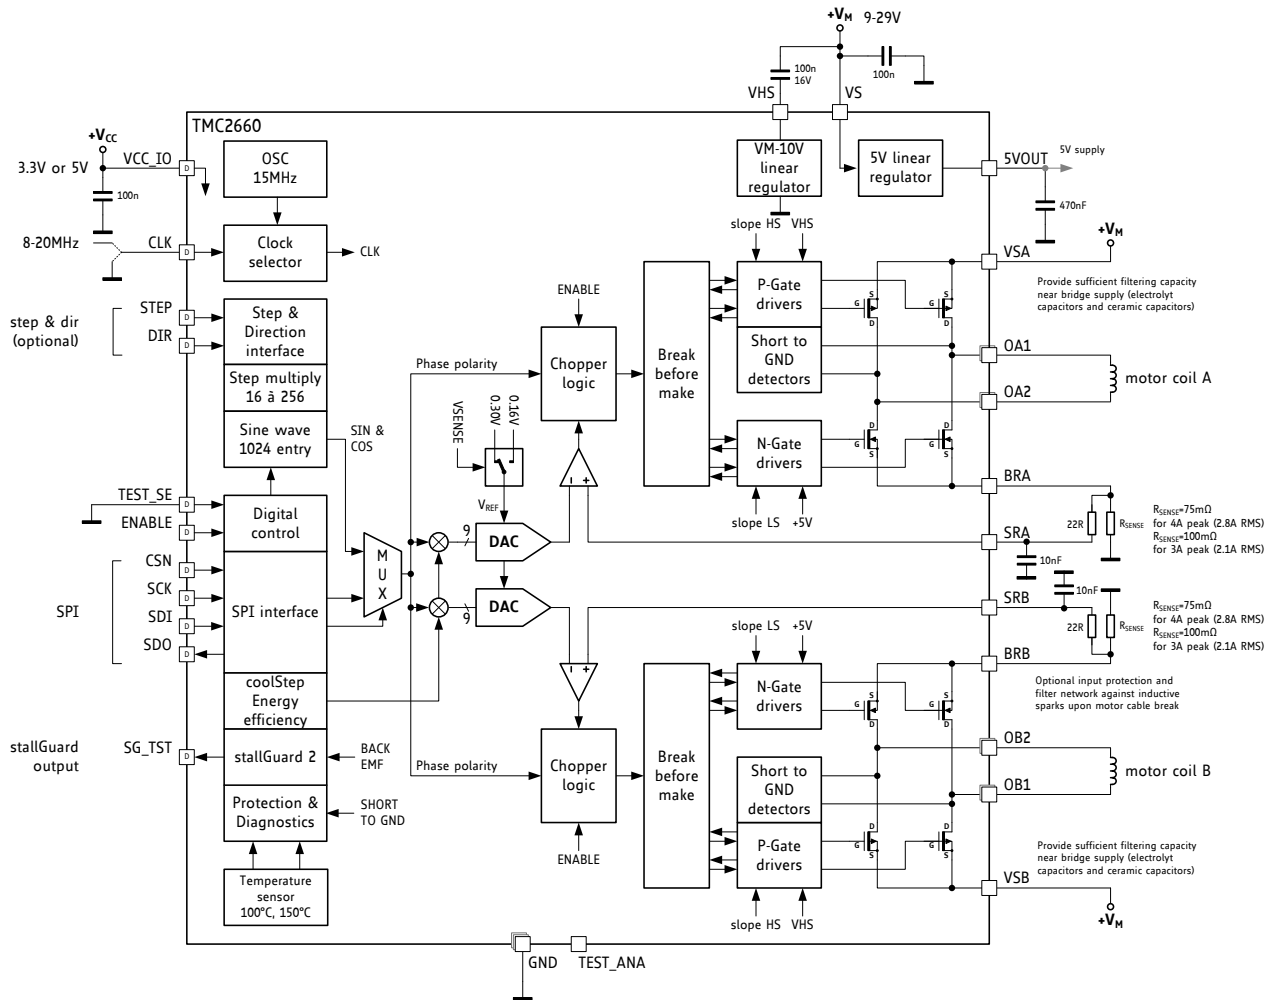 +VM 9-29V
100n
16V
100n
VHS
VS
TMC2660
+VCC
3.3V or 5V
VCC_IO
D
100n
OSC
15MHz
VM-10V
linear
regulator
5V linear
regulator
5VOUT
5V supply
470nF
8-20MHz
CLK
D
Clock
selector
CLK
slope HS
VHS
+VM
VSA
Provide sufficient filtering capacity
near bridge supply (electrolyt
capacitors and ceramic capacitors)
step & dir
(optional)
STEP
D
DIR
D
Step &
Direction
interface
Step multiply
16 à 256
Sine wave
1024 entry
SIN &
COS
ENABLE
Phase polarity
Chopper
logic
Break
before
make
P-Gate
drivers
Short to
GND
detectors
N-Gate
drivers
S
G
D
S
G
D
D
G
S
D
G
S
OA1
OA2
motor coil A
VSENSE
0.30V
0.16V
VREF
- +
slope LS
+5V
BRA
SRA
22R
RSENSE
RSENSE=75mΩ
for 4A peak (2.8A RMS)
RSENSE=100mΩ
for 3A peak (2.1A RMS)
10nF
TEST_SE
D
ENABLE
D
Digital
control
SPI
CSN
D
SCK
D
SDI
D
SDO
D
SPI interface
M
U
X
9
DAC
9
DAC
10nF
SRB
22R
RSENSE
RSENSE=75mΩ
for 4A peak (2.8A RMS)
RSENSE=100mΩ
for 3A peak (2.1A RMS)
BRB
Optional input protection and
filter network against inductive
sparks upon motor cable break
- +
slope LS
+5V
coolStep
Energy
efficiency
stallGuard
output
SG_TST
D
stallGuard 2
BACK
EMF
Protection &
Diagnostics
SHORT
TO GND
Temperature
sensor
100°C, 150°C
Phase polarity
Chopper
logic
ENABLE
Break
before
make
N-Gate
drivers
Short to
GND
detectors
P-Gate
drivers
S
G
D
S
G
D
D
G
S
D
G
S
OB2
OB1
motor coil B
Provide sufficient filtering capacity
near bridge supply (electrolyt
capacitors and ceramic capacitors)
VSB
+VM
slope HS
VHS
GND
TEST_ANA